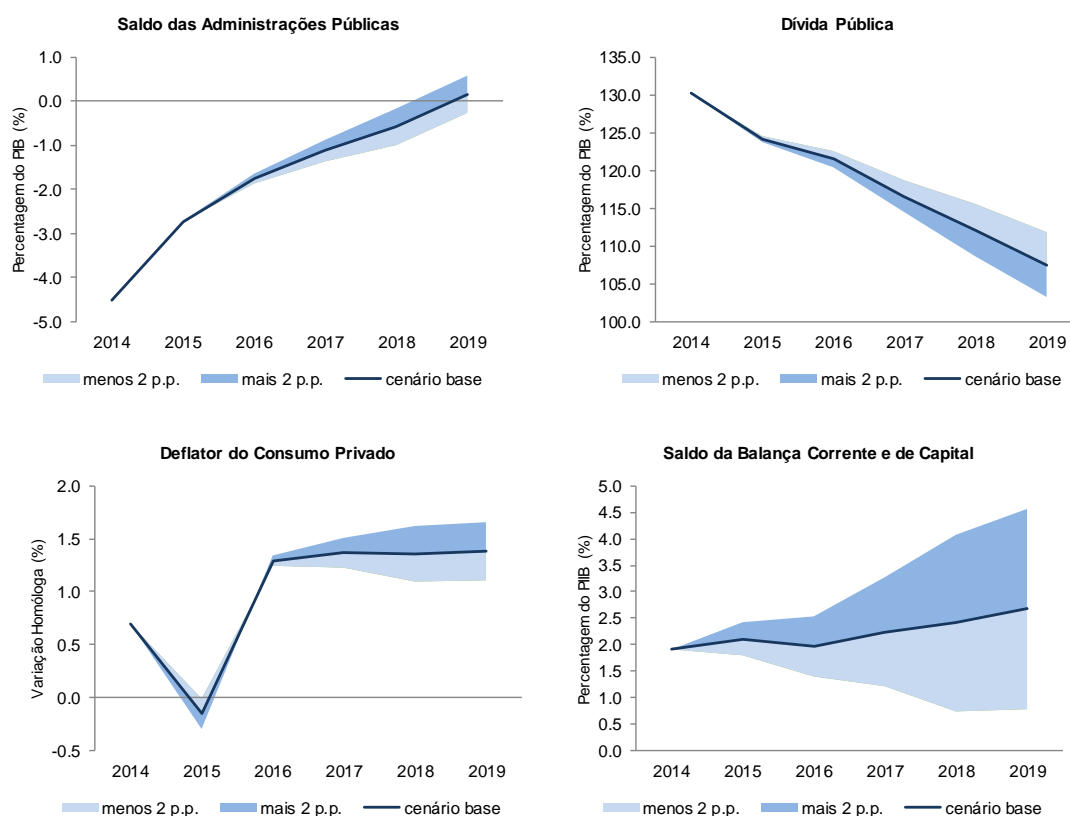 Saldo das Administrações Públicas
Percentagem do PIB (%)
1.0
0.0
-1.0
-2.0
-3.0
-4.0
-5.0
2014 2015 2016 2017 2018 2019
menos 2 p.p. mais 2 p.p. cenário base
Dívida Pública
Percentagem do PIB (%)
135.0
130.0
125.0
120.0
115.0
110.0
105.0
100.0
2014 2015 2016 2017 2018 2019
menos 2 p.p. mais 2 p.p. cenário base
Deflator do Consumo Privado
Variação Homóloga (%)
2.0
1.5
1.0
0.5
0.0
-0.5
2014 2015 2016 2017 2018 2019
menos 2 p.p. mais 2 p.p. cenário base
Saldo da Balança Corrente e de Capital
Percentagem do PIIB (%)
5.0
4.5
4.0
3.5
3.0
2.5
2.0
1.5
1.0
0.5
0.0
2014 2015 2016 2017 2018 2019
menos 2 p.p. mais 2 p.p. cenário base